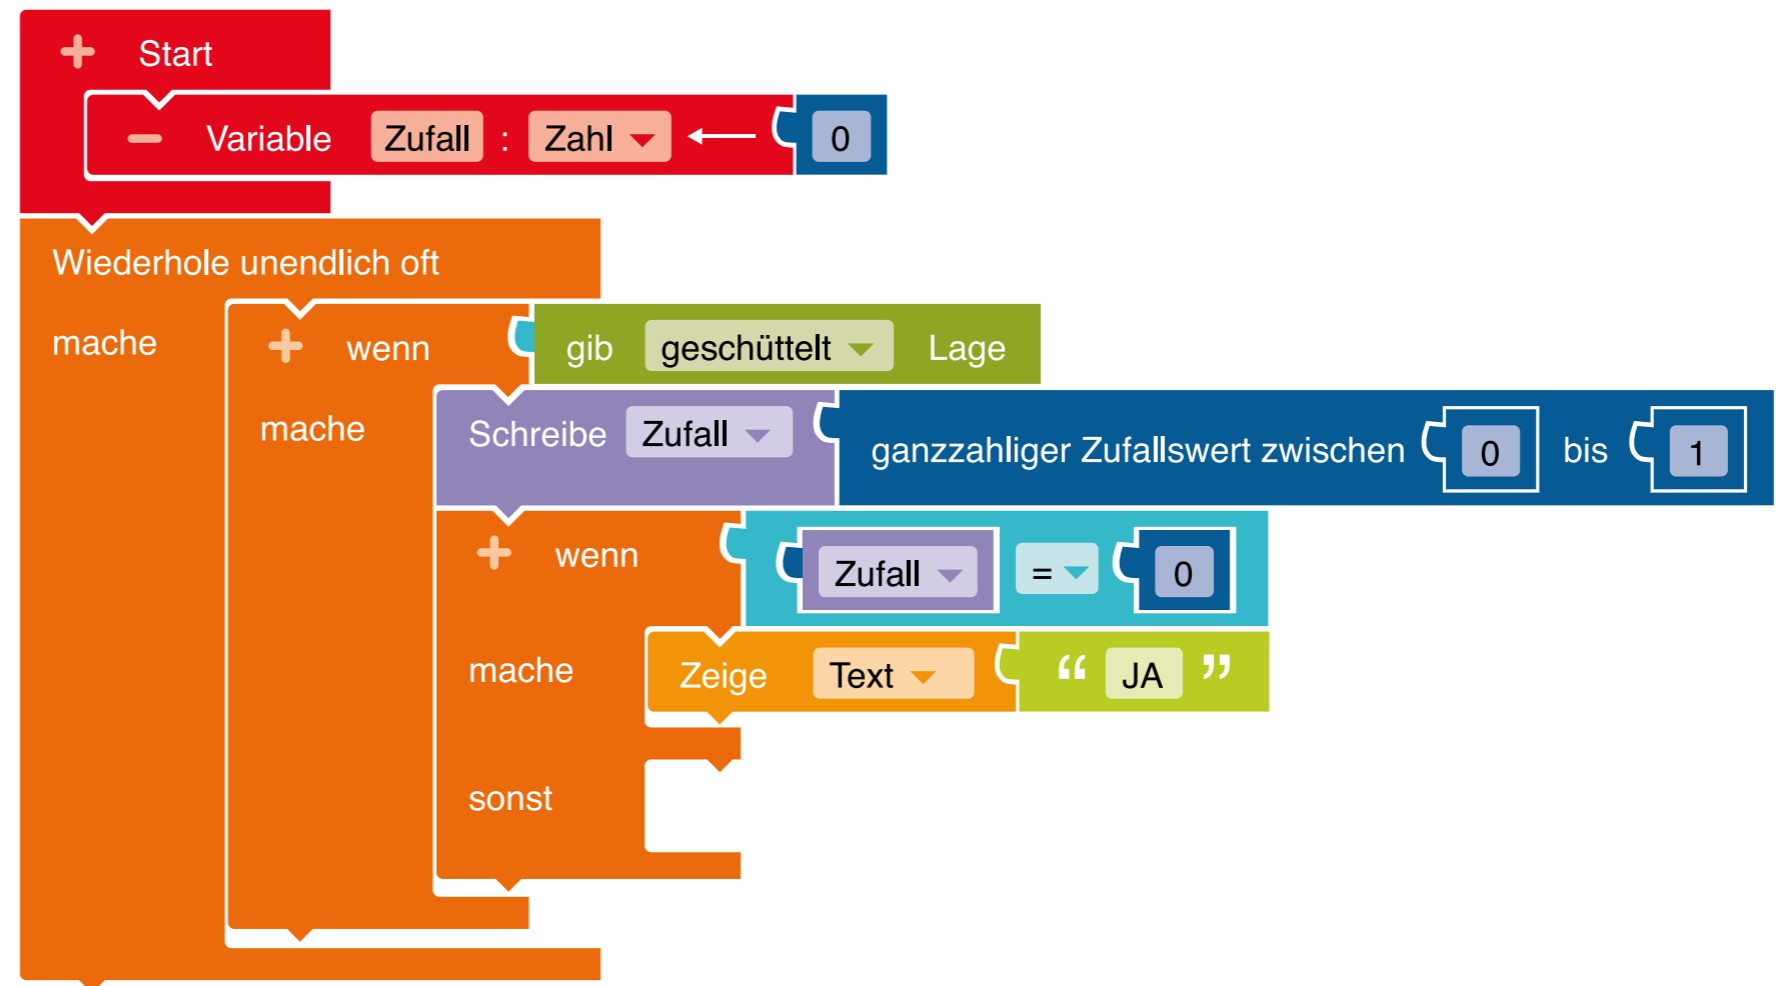 Start
Variable Zufall : Zahl 0
Wiederhole unendlich oft
mache wenn gib geschüttelt Lage
mache Schreibe Zufall ganzzahliger Zufallswert zwischen 0 bis 1
wenn Zufall = 0
mache Zeige Text “ JA ”
sonst